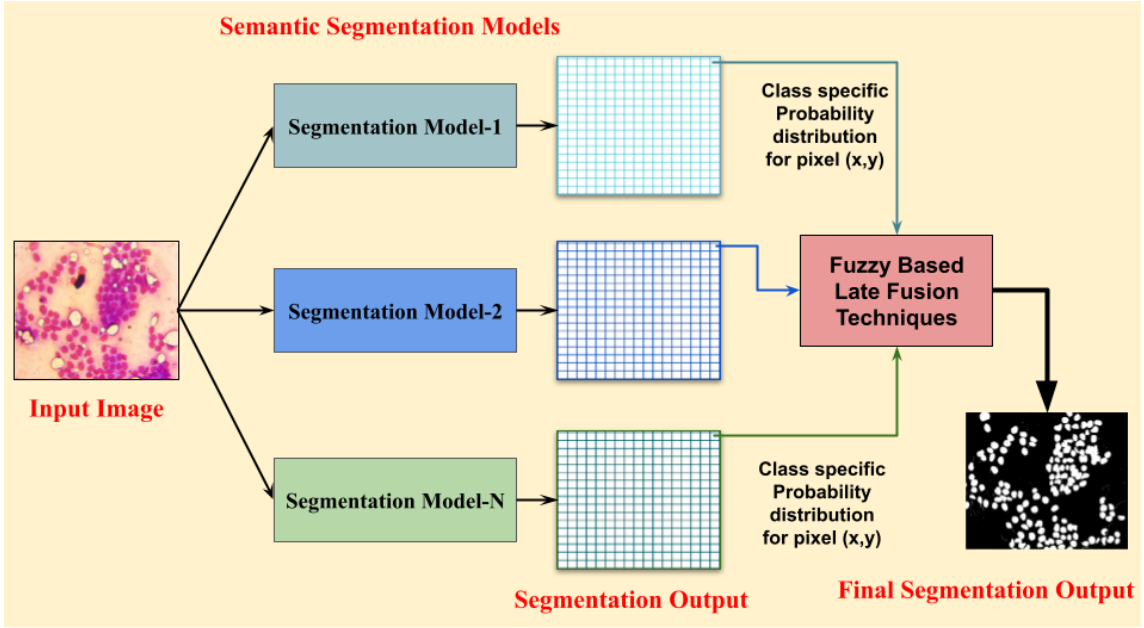 Semantic Segmentation Models
Segmentation Model-1
Class specific
Probability
distribution
for pixel (x,y)
Segmentation Model-2
Fuzzy Based
Late Fusion
Techniques
Input Image
Segmentation Model-N
Class specific
Probability
distribution
for pixel (x,y)
Segmentation Output
Final Segmentation Output